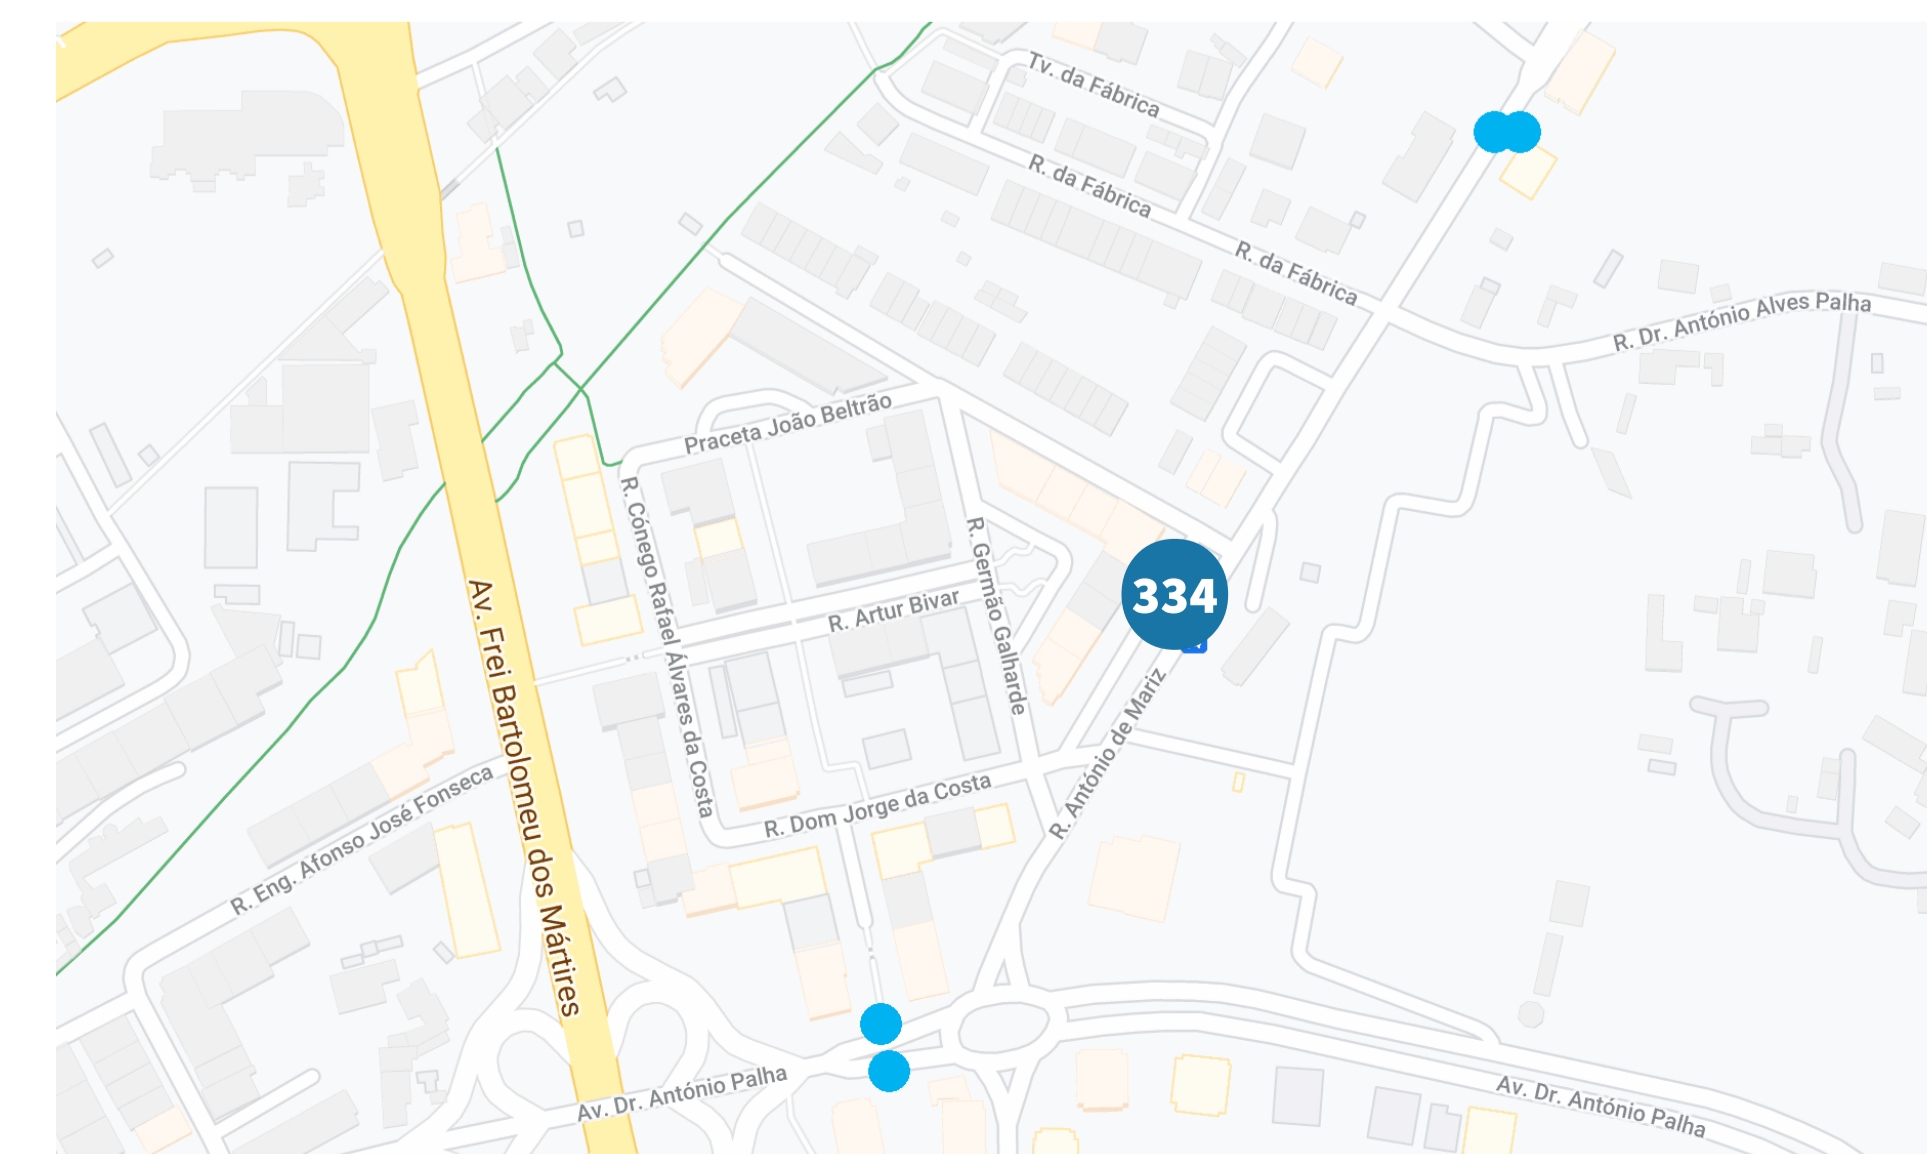 Tv. da Fábrica
R. da Fábrica
R. da Fábrica
R. Dr. António Alves Palha
Praceta João Beltrão
R. Cónego Rafael Álvares da Costa
R. Germão Galharde
334
R. Artur Bivar
Av. Frei Bartolomeu dos Mártires
R. António de Mariz
R. Dom Jorge da Costa
R. Eng. Afonso José Fonseca
Av. Dr. António Palha
Av. Dr. António Palha